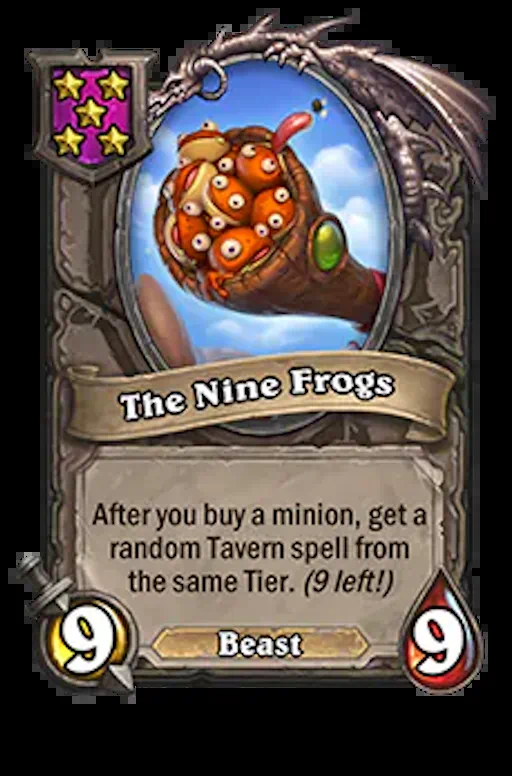 The Nine Frogs
After you buy a minion, get a
random Tavern spell from
the same Tier. (9 left!)
9
Beast
9